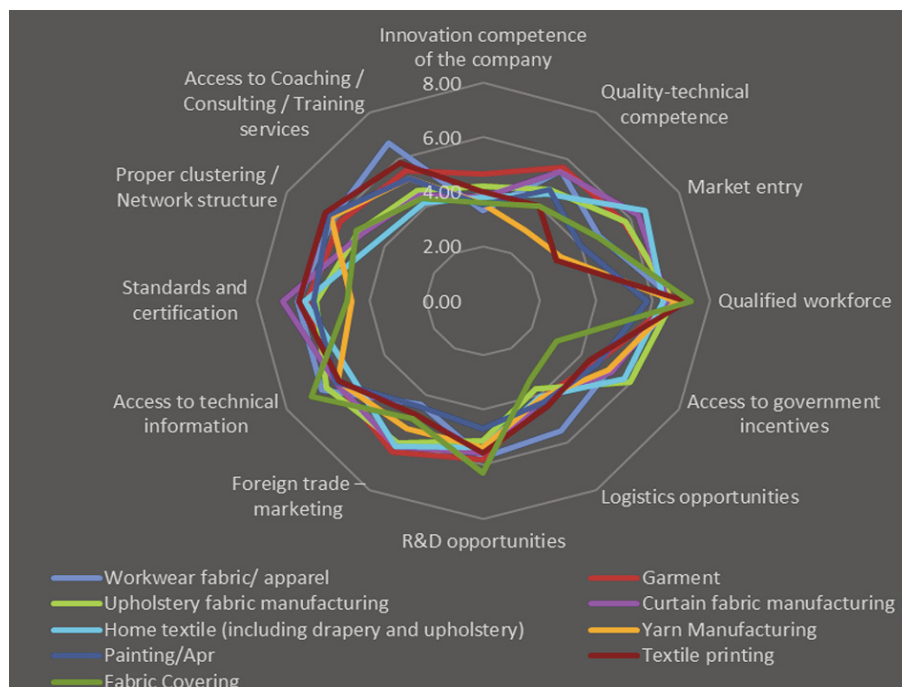 Innovation competence
of the company
Access to Coaching /
Consulting / Training
services
8.00
Quality-technical
competence
6.00
Proper clustering /
Network structure
Market entry
4.00
2.00
Standards and
certification
0.00
Qualified workforce
Access to technical
information
Access to government
incentives
Foreign trade –
marketing
Logistics opportunities
R&D opportunities
Workwear fabric/ apparel
Garment
Upholstery fabric manufacturing
Curtain fabric manufacturing
Home textile (including drapery and upholstery)
Yarn Manufacturing
Painting/Apr
Textile printing
Fabric Covering